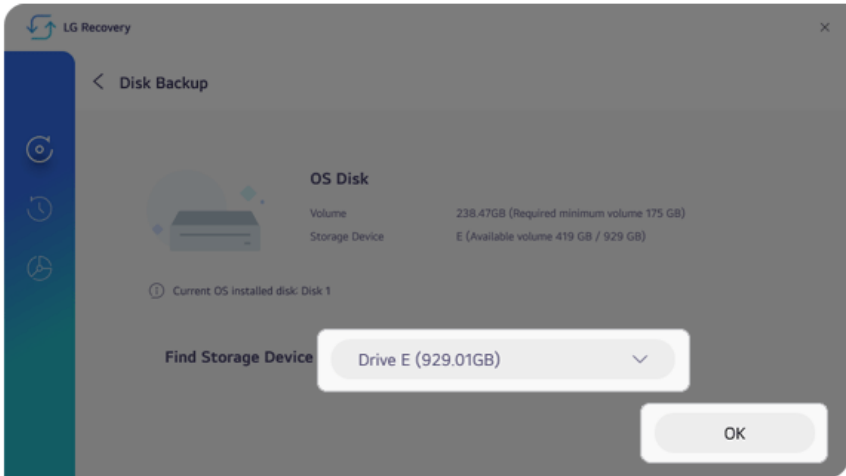 LG Recovery
Disk Backup
OS Disk
Volume 238.47GB (Required minimum volume 175 GB)
Storage Device E (Available volume 419 GB / 929 GB)
Current OS installed disk: Disk 1
Find Storage Device Drive E (929.01GB)
OK